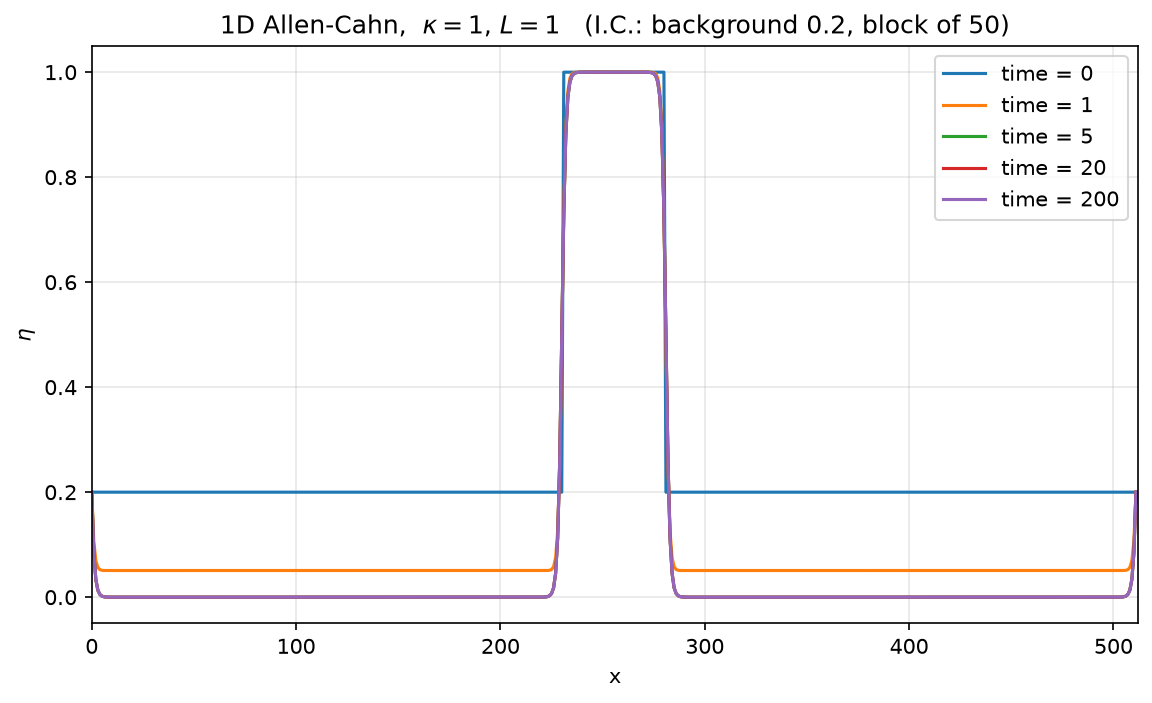 1D Allen-Cahn, κ = 1, L = 1 (I.C.: background 0.2, block of 50)
η
1.0
0.8
0.6
0.4
0.2
0.0
time = 0
time = 1
time = 5
time = 20
time = 200
0 100 200 300 400 500
x